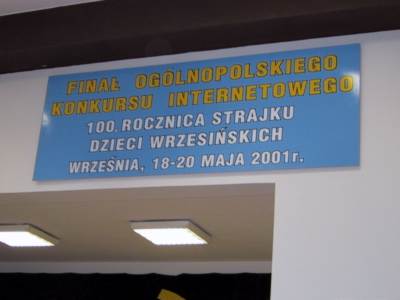 FINAŁ OGÓLNOPOLSKIEGO
KONKURSU INTERNETOWEGO
100. ROCZNICA STRAJKU
DZIECI WRZESIŃSKICH
WRZEŚNIA, 18-20 MAJA 2001r.